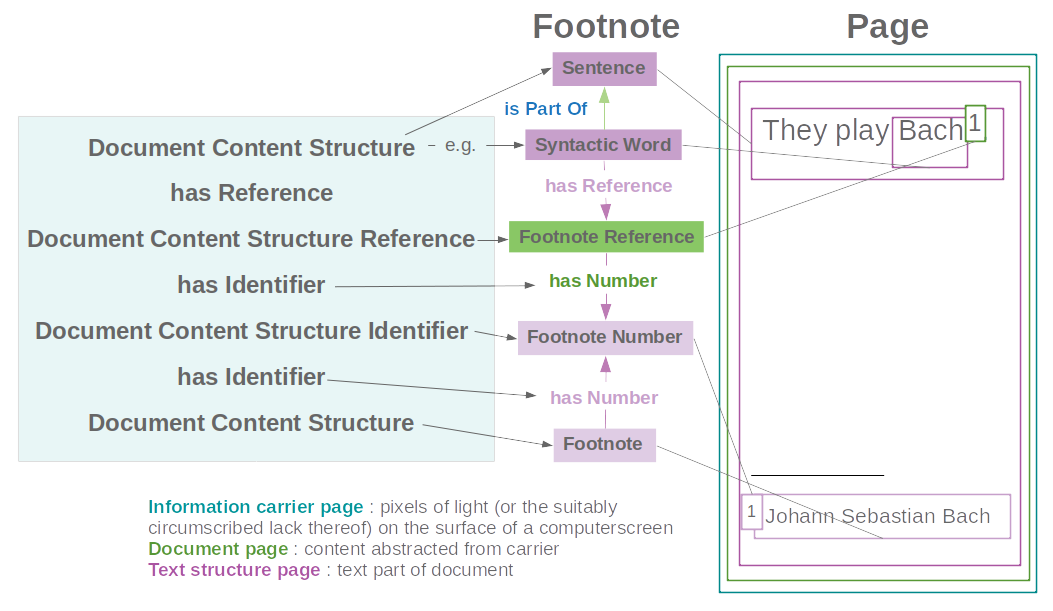 Footnote
Page
Sentence
is Part Of
They play Bach 1
Document Content Structure – e.g.
Syntactic Word
has Reference
has Reference
Document Content Structure Reference
Footnote Reference
has Identifier
has Number
Document Content Structure Identifier
Footnote Number
has Identifier
has Number
Document Content Structure
Footnote
1 Johann Sebastian Bach
Information carrier page : pixels of light (or the suitably
circumscribed lack thereof) on the surface of a computerscreen
Document page : content abstracted from carrier
Text structure page : text part of document